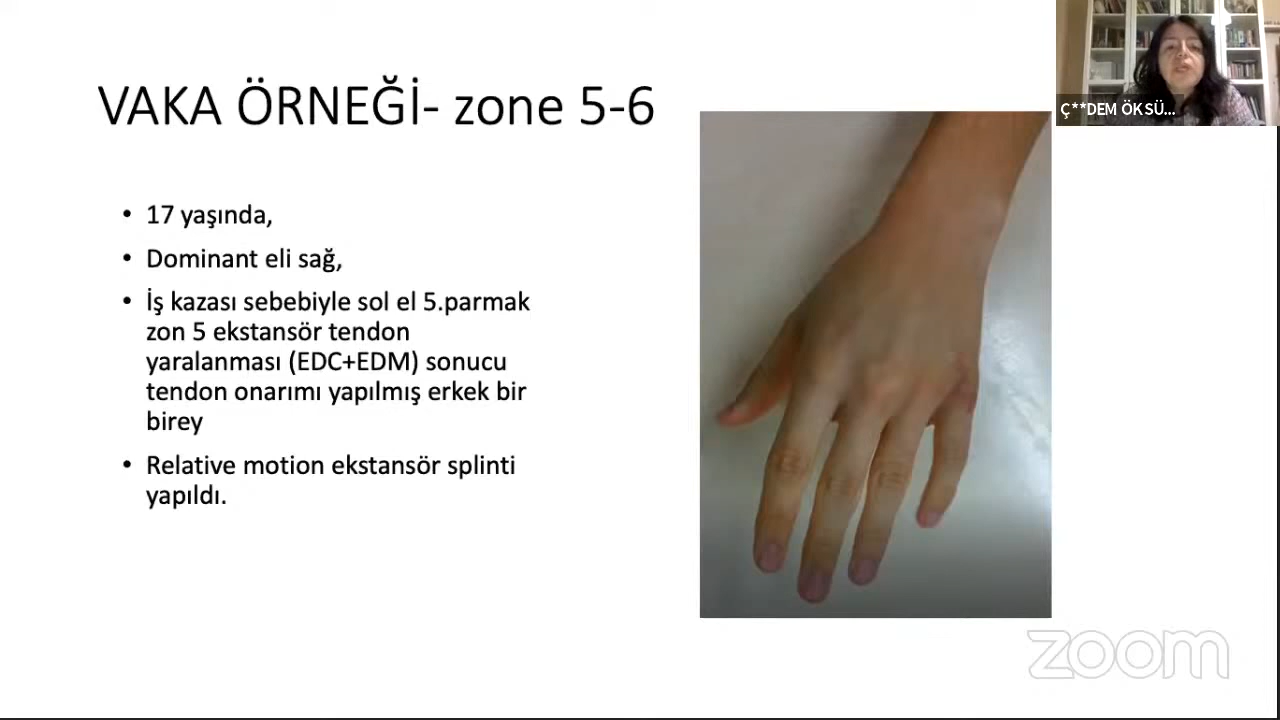 VAKA ÖRNEĞİ- zone 5-6
Ç**DEM ÖKSÜ...
• 17 yaşında,
• Dominant eli sağ,
• İş kazası sebebiyle sol el 5.parmak
zon 5 ekstansör tendon
yaralanması (EDC+EDM) sonucu
tendon onarımı yapılmış erkek bir
birey
• Relative motion ekstansör splinti
yapıldı.
zoom